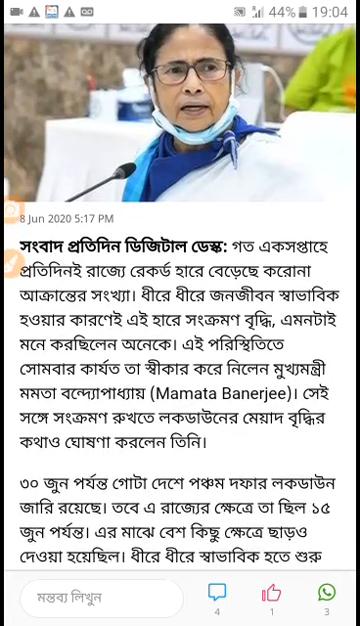 44% 19:04
8 Jun 2020 5:17 PM
সংবাদ প্রতিদিন ডিজিটাল ডেস্ক: গত একসপ্তাহে
প্রতিদিনই রাজ্যে রেকর্ড হারে বেড়েছে করোনা
আক্রান্তের সংখ্যা। ধীরে ধীরে জনজীবন স্বাভাবিক
হওয়ার কারণেই এই হারে সংক্রমণ বৃদ্ধি, এমনটাই
মনে করছিলেন অনেকে। এই পরিস্থিতিতে
সোমবার কার্যত তা স্বীকার করে নিলেন মুখ্যমন্ত্রী
মমতা বন্দ্যোপাধ্যায় (Mamata Banerjee)। সেই
সঙ্গে সংক্রমণ রুখতে লকডাউনের মেয়াদ বৃদ্ধির
কথাও ঘোষণা করলেন তিনি।
৩০ জুন পর্যন্ত গোটা দেশে পঞ্চম দফার লকডাউন
জারি রয়েছে। তবে এ রাজ্যের ক্ষেত্রে তা ছিল ১৫
জুন পর্যন্ত। এর মাঝে বেশ কিছু ক্ষেত্রে ছাড়ও
দেওয়া হয়েছিল। ধীরে ধীরে স্বাভাবিক হতে শুরু
মন্তব্য লিখুন
4 1 3